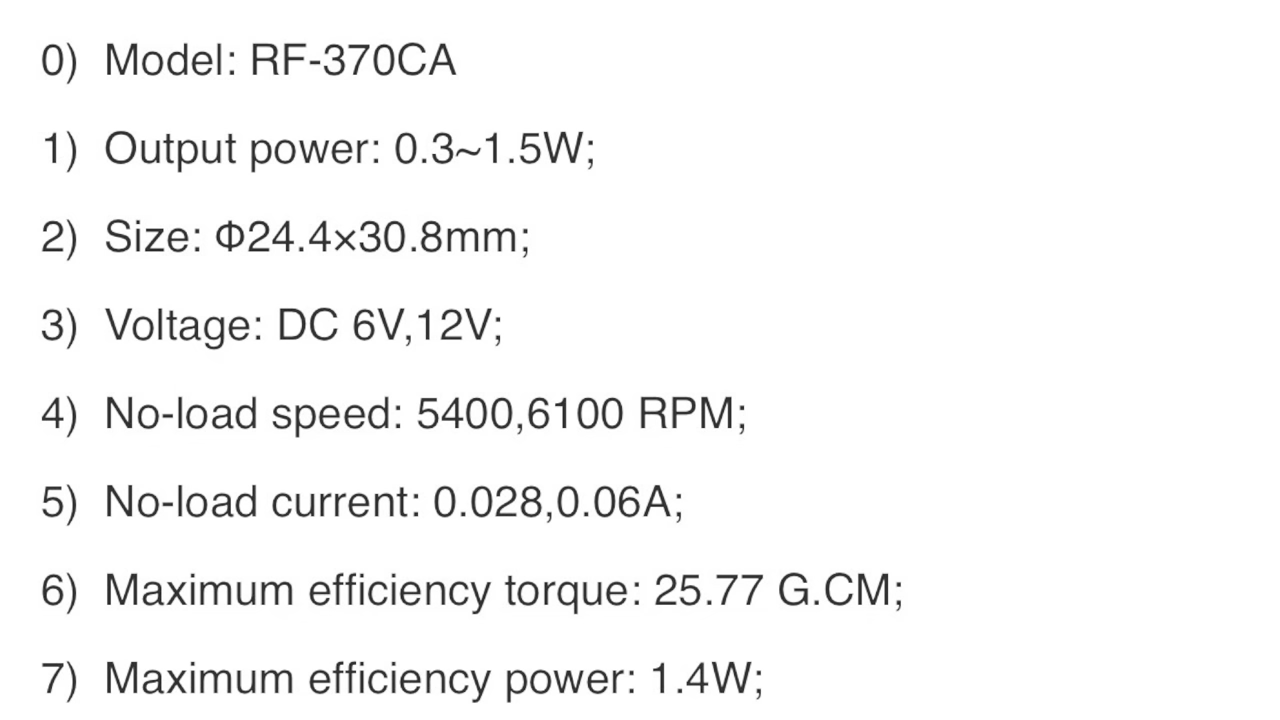 0) Model: RF-370CA
1) Output power: 0.3~1.5W;
2) Size: Φ24.4×30.8mm;
3) Voltage: DC 6V,12V;
4) No-load speed: 5400,6100 RPM;
5) No-load current: 0.028,0.06A;
6) Maximum efficiency torque: 25.77 G.CM;
7) Maximum efficiency power: 1.4W;